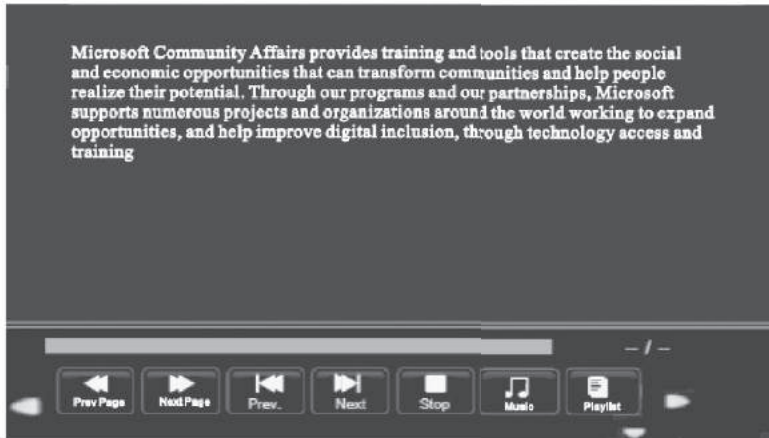 Microsoft Community Affairs provides training and tools that create the social
and economic opportunities that can transform communities and help people
realize their potential. Through our programs and our partnerships, Microsoft
supports numerous projects and organizations around the world working to expand
opportunities, and help improve digital inclusion, through technology access and
training
– / –
Prev Page Next Page Prev. Next Stop Music Playlist